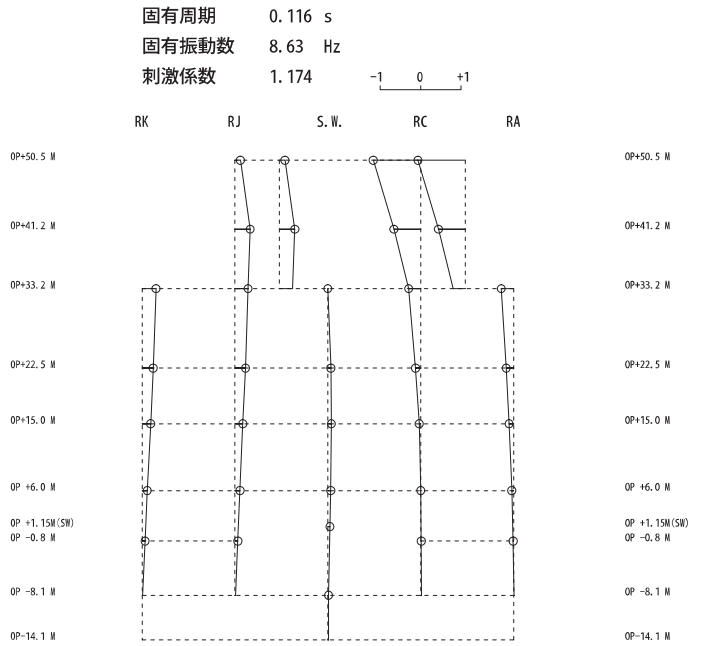 固有周期 0.116 s
固有振動数 8.63 Hz
刺激係数 1.174
-1 0 +1
RK RJ S.W. RC RA
OP+50.5 M OP+50.5 M
OP+41.2 M OP+41.2 M
OP+33.2 M OP+33.2 M
OP+22.5 M OP+22.5 M
OP+15.0 M OP+15.0 M
OP +6.0 M OP +6.0 M
OP +1.15M(SW) OP +1.15M(SW)
OP -0.8 M OP -0.8 M
OP -8.1 M OP -8.1 M
OP-14.1 M OP-14.1 M